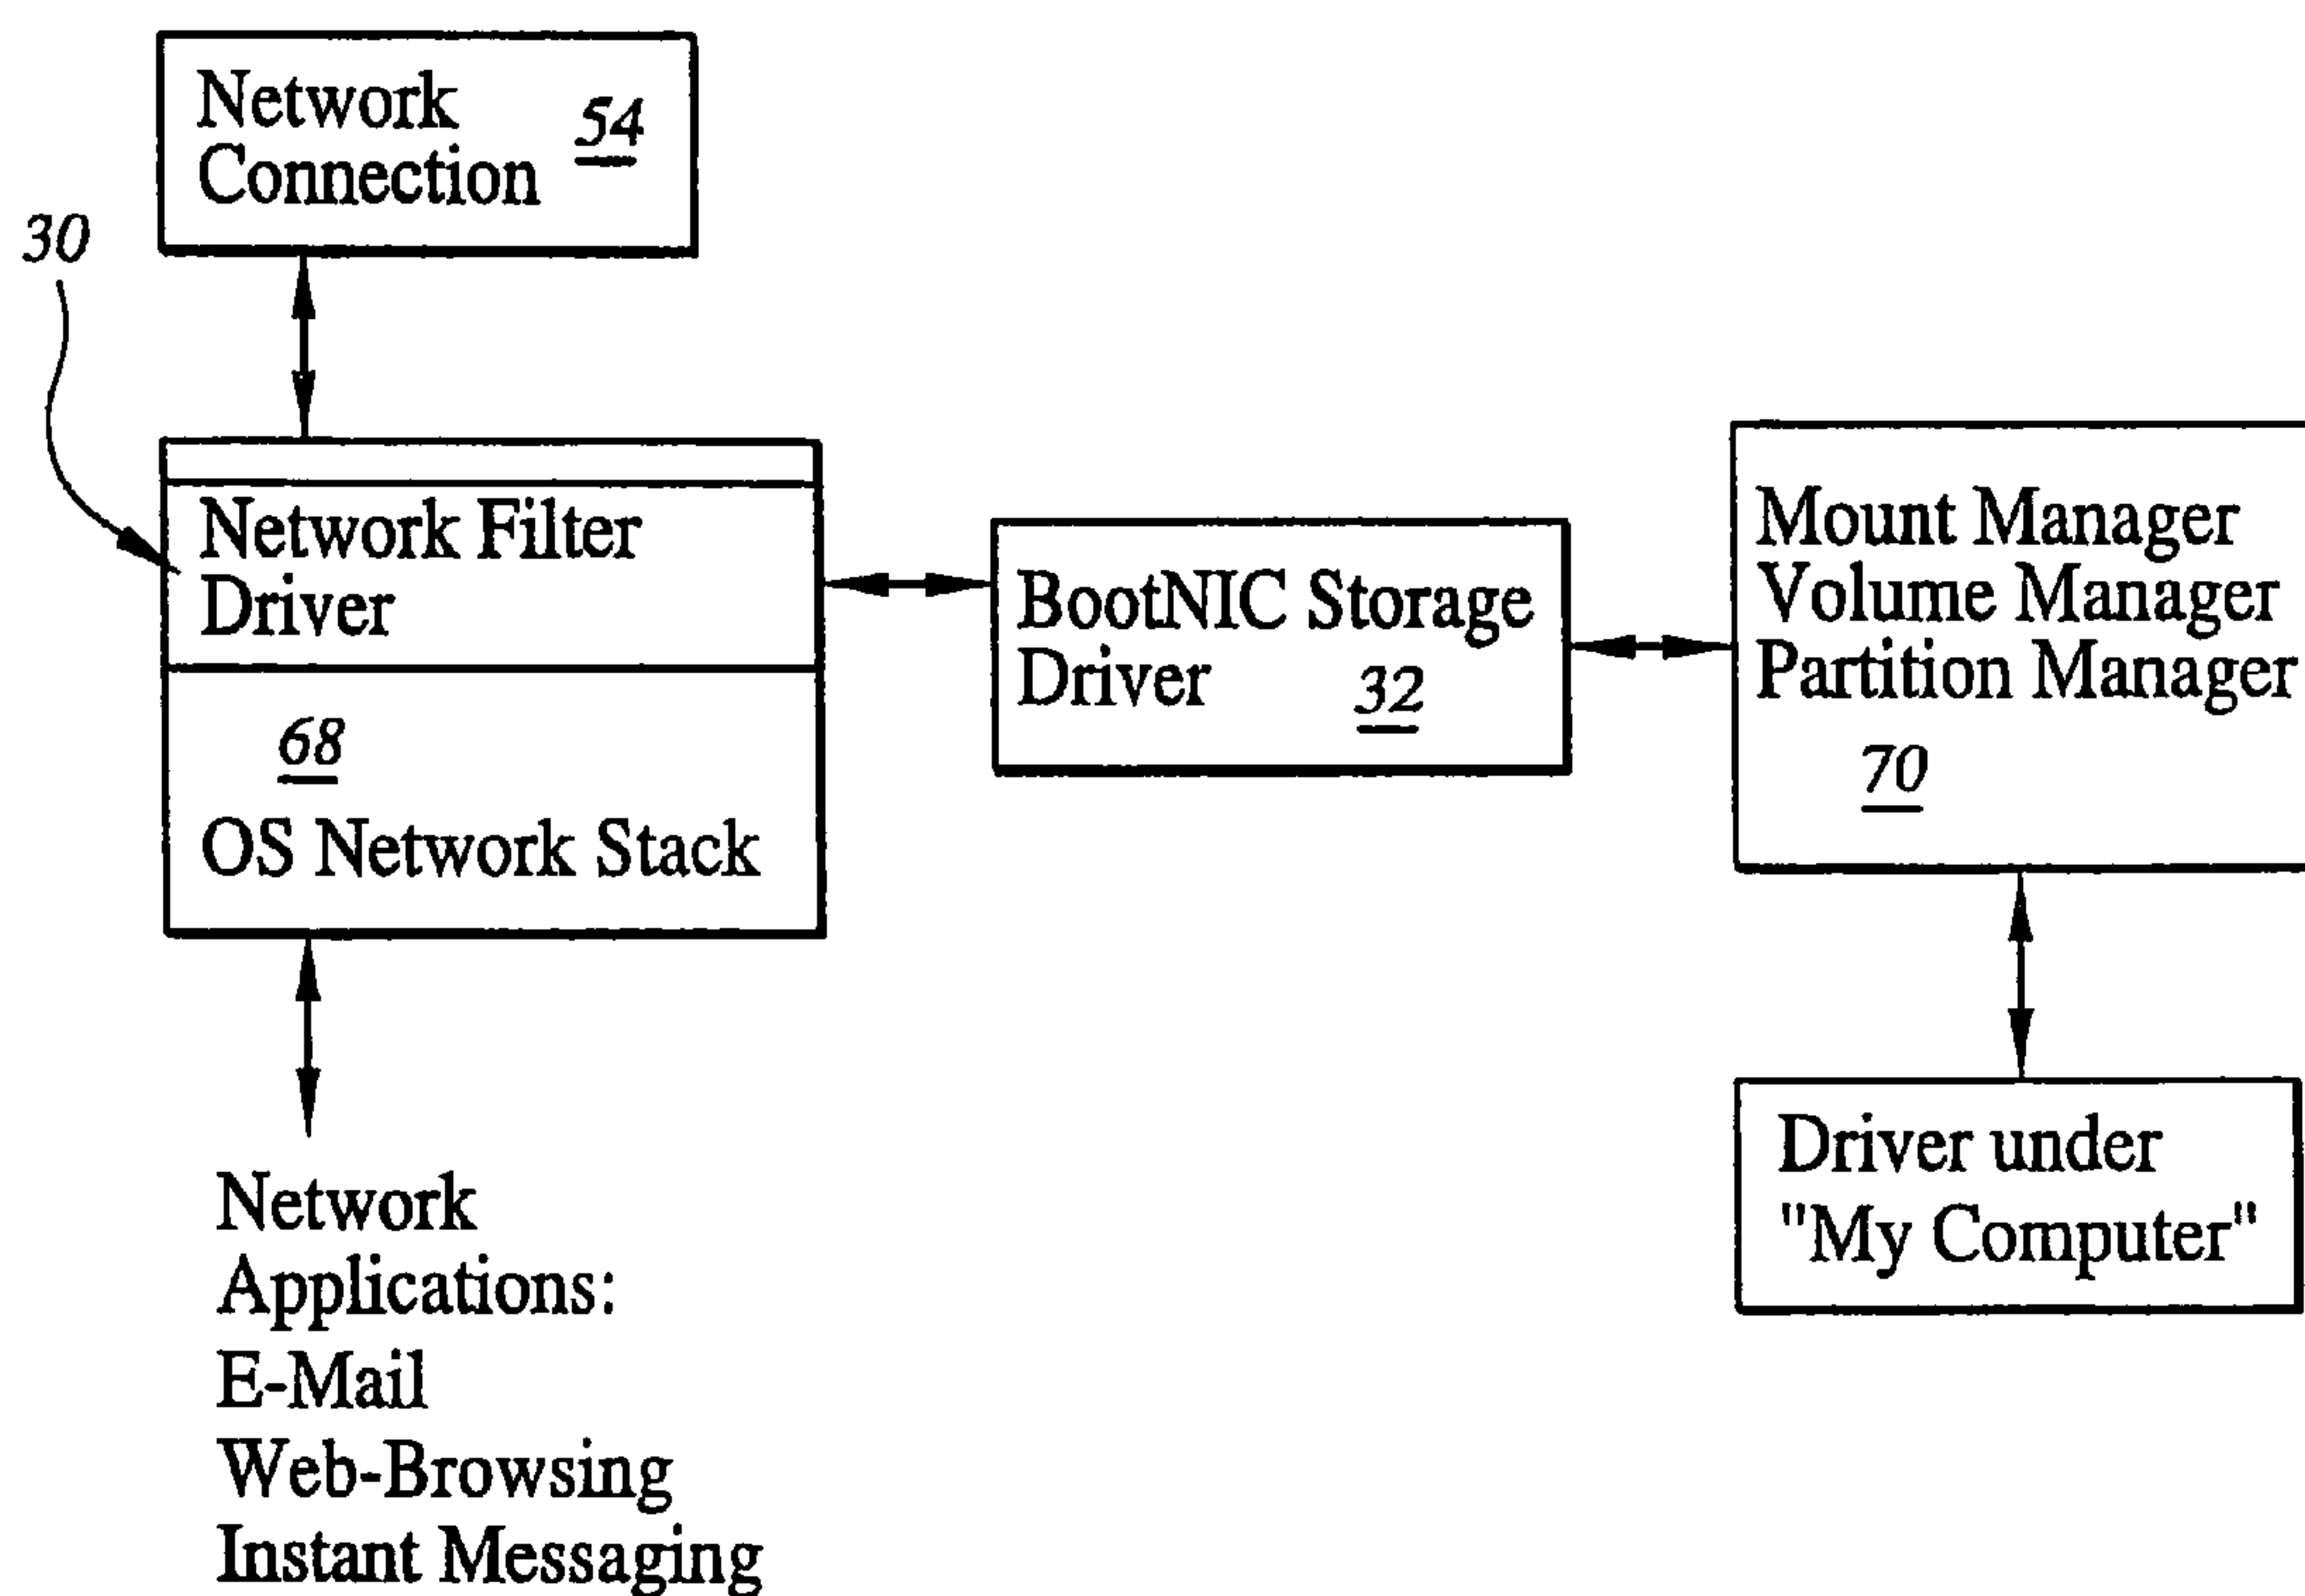 Network
Connection
54
30
Network Filter
Driver
68
OS Network Stack
BootNIC Storage
Driver
32
Mount Manager
Volume Manager
Partition Manager
70
Driver under
"My Computer"
Network
Applications:
E-Mail
Web-Browsing
Instant Messaging